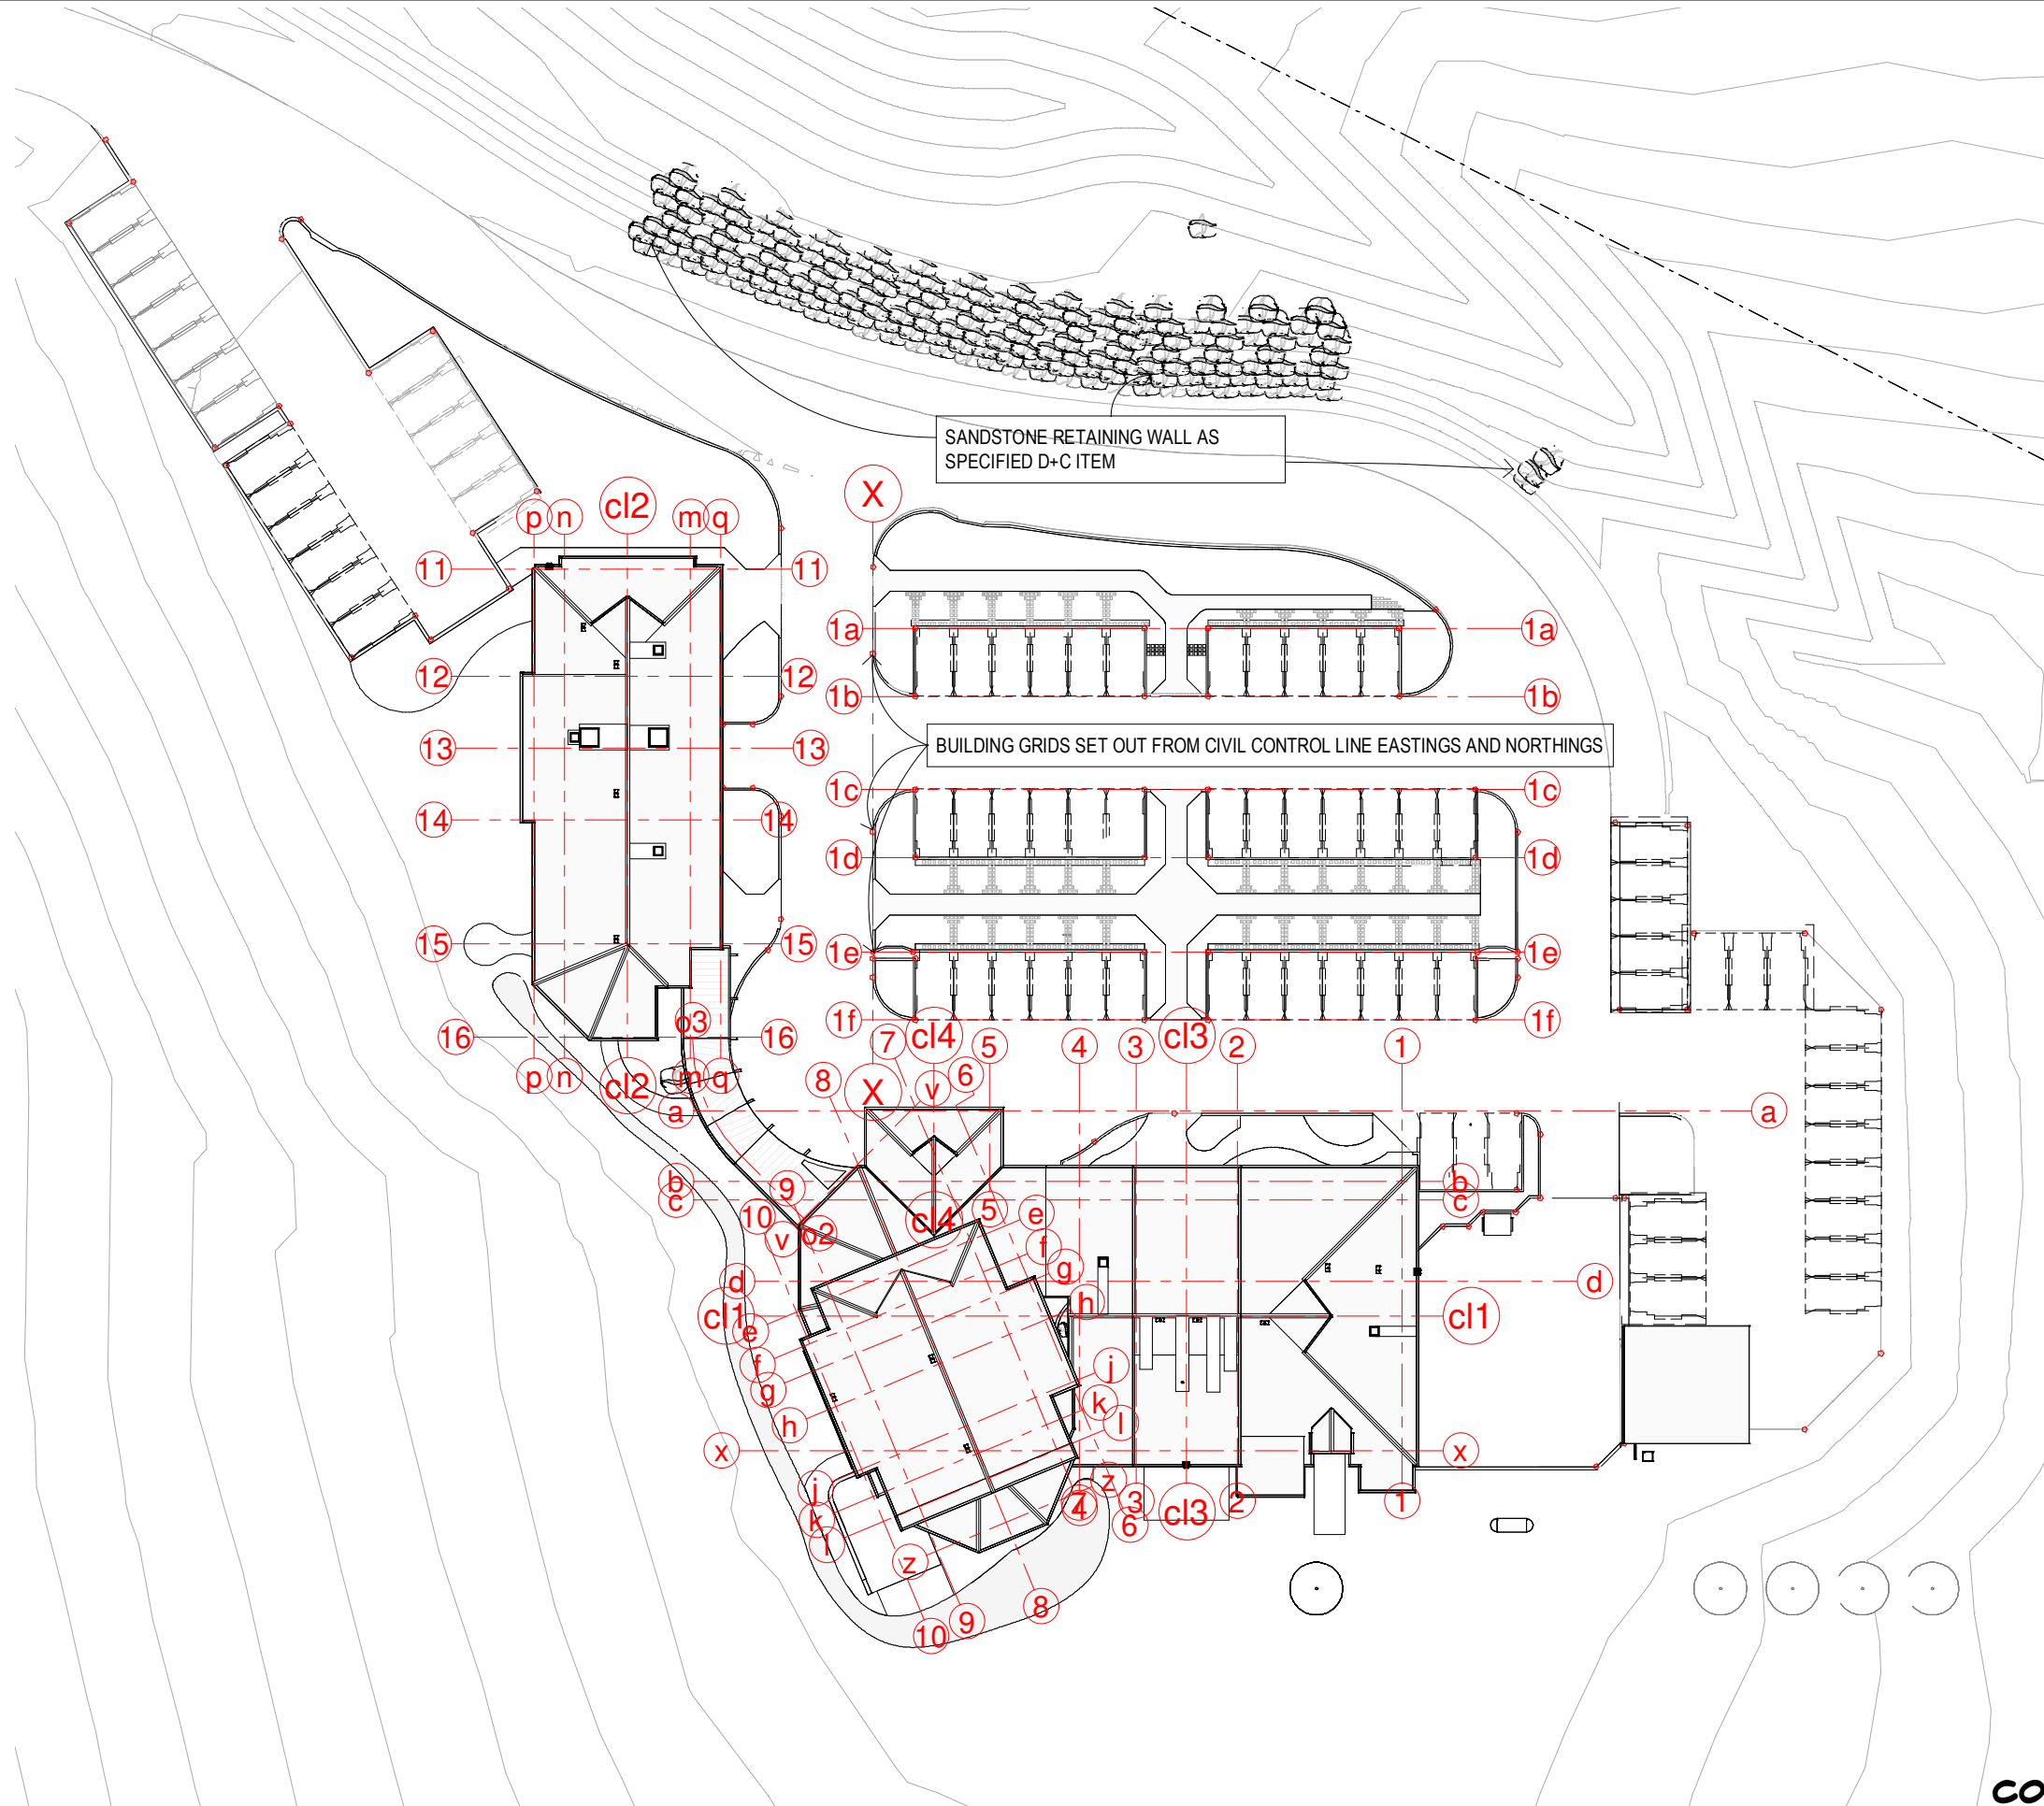 SANDSTONE RETAINING WALL AS
SPECIFIED D+C ITEM
X
cl2
p n m q
11 11
1a 1a
12 12
1b 1b
13 13
BUILDING GRIDS SET OUT FROM CIVIL CONTROL LINE EASTINGS AND NORTHINGS
1c 1c
14 14
1d 1d
15 15
1e 1e
1f 1f
o3
16 16
7 cl4 5 4 3 cl3 2 1
p n cl2 m q 8 X v 6
a a
b b
9
c c
10 5 e
v o2 cl4
f
g
d d
h
cl1 cl1
e
f j
g
k
h l
x x
j z
k 7 4 3 2 1
l 6 cl3
z
8
9
10
co